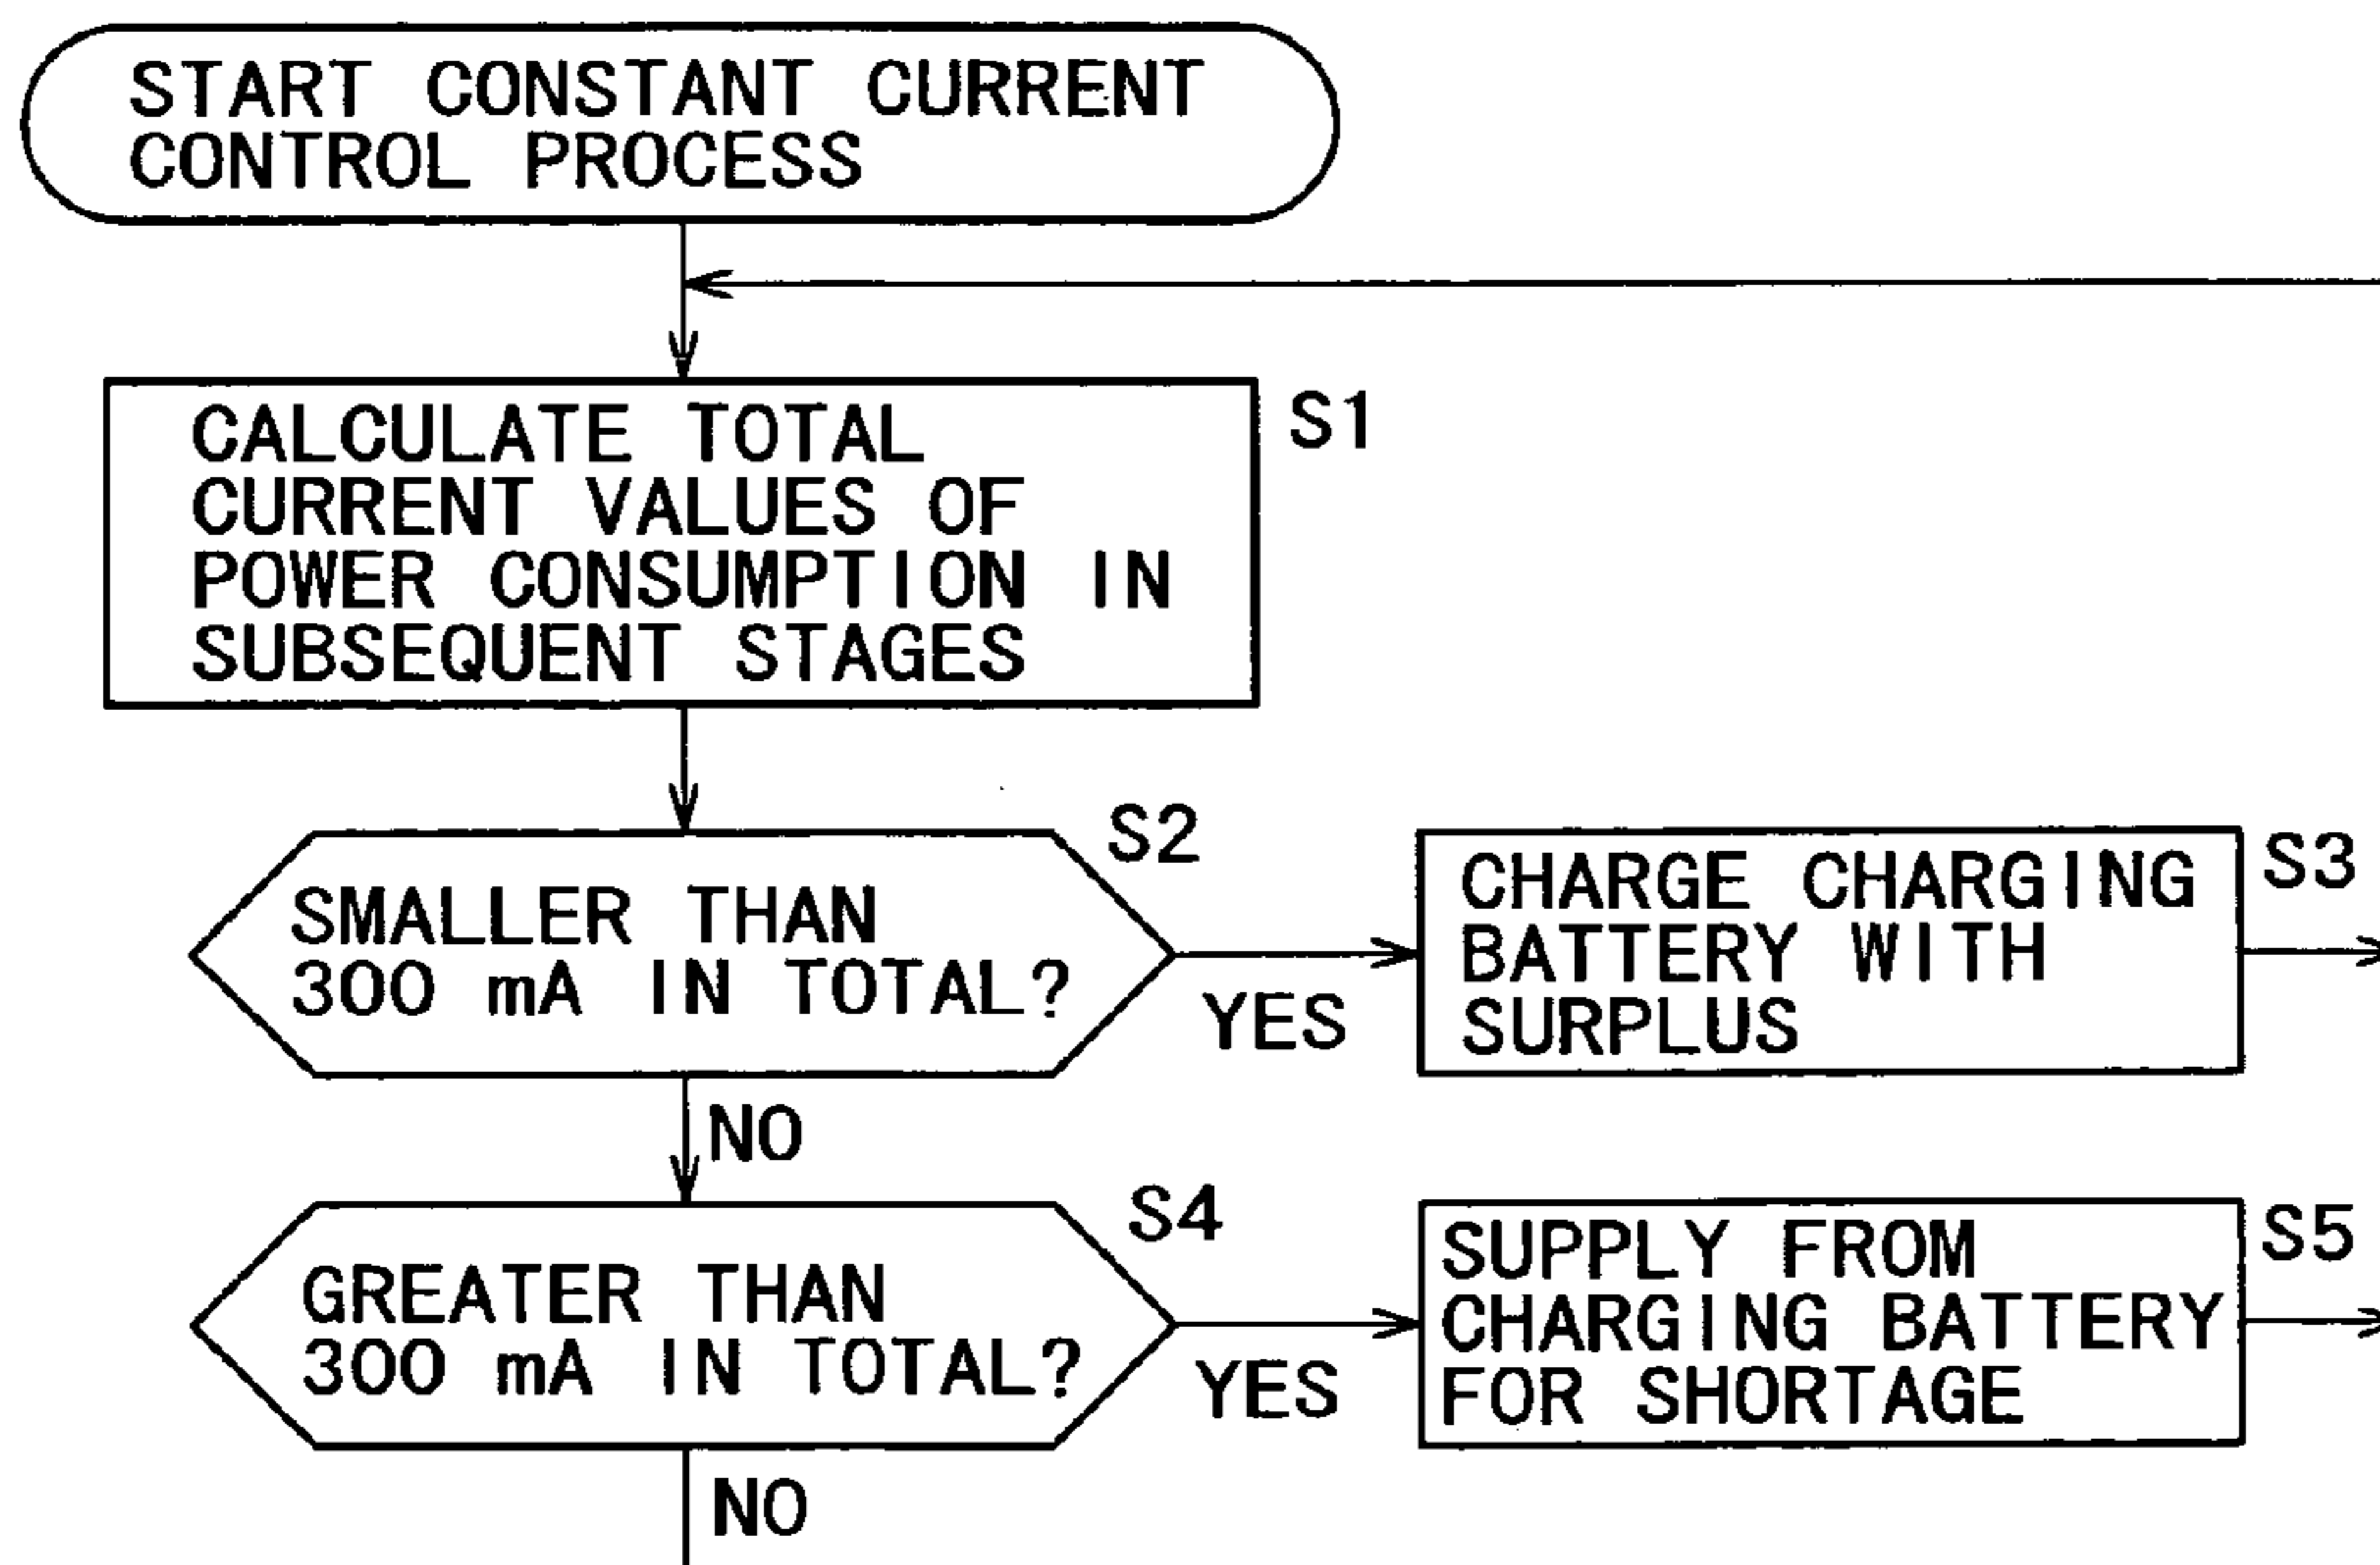 START CONSTANT CURRENT
CONTROL PROCESS
CALCULATE TOTAL
CURRENT VALUES OF
POWER CONSUMPTION IN
SUBSEQUENT STAGES
S1
SMALLER THAN
300 mA IN TOTAL?
S2
YES
CHARGE CHARGING
BATTERY WITH
SURPLUS
S3
NO
GREATER THAN
300 mA IN TOTAL?
S4
YES
SUPPLY FROM
CHARGING BATTERY
FOR SHORTAGE
S5
NO